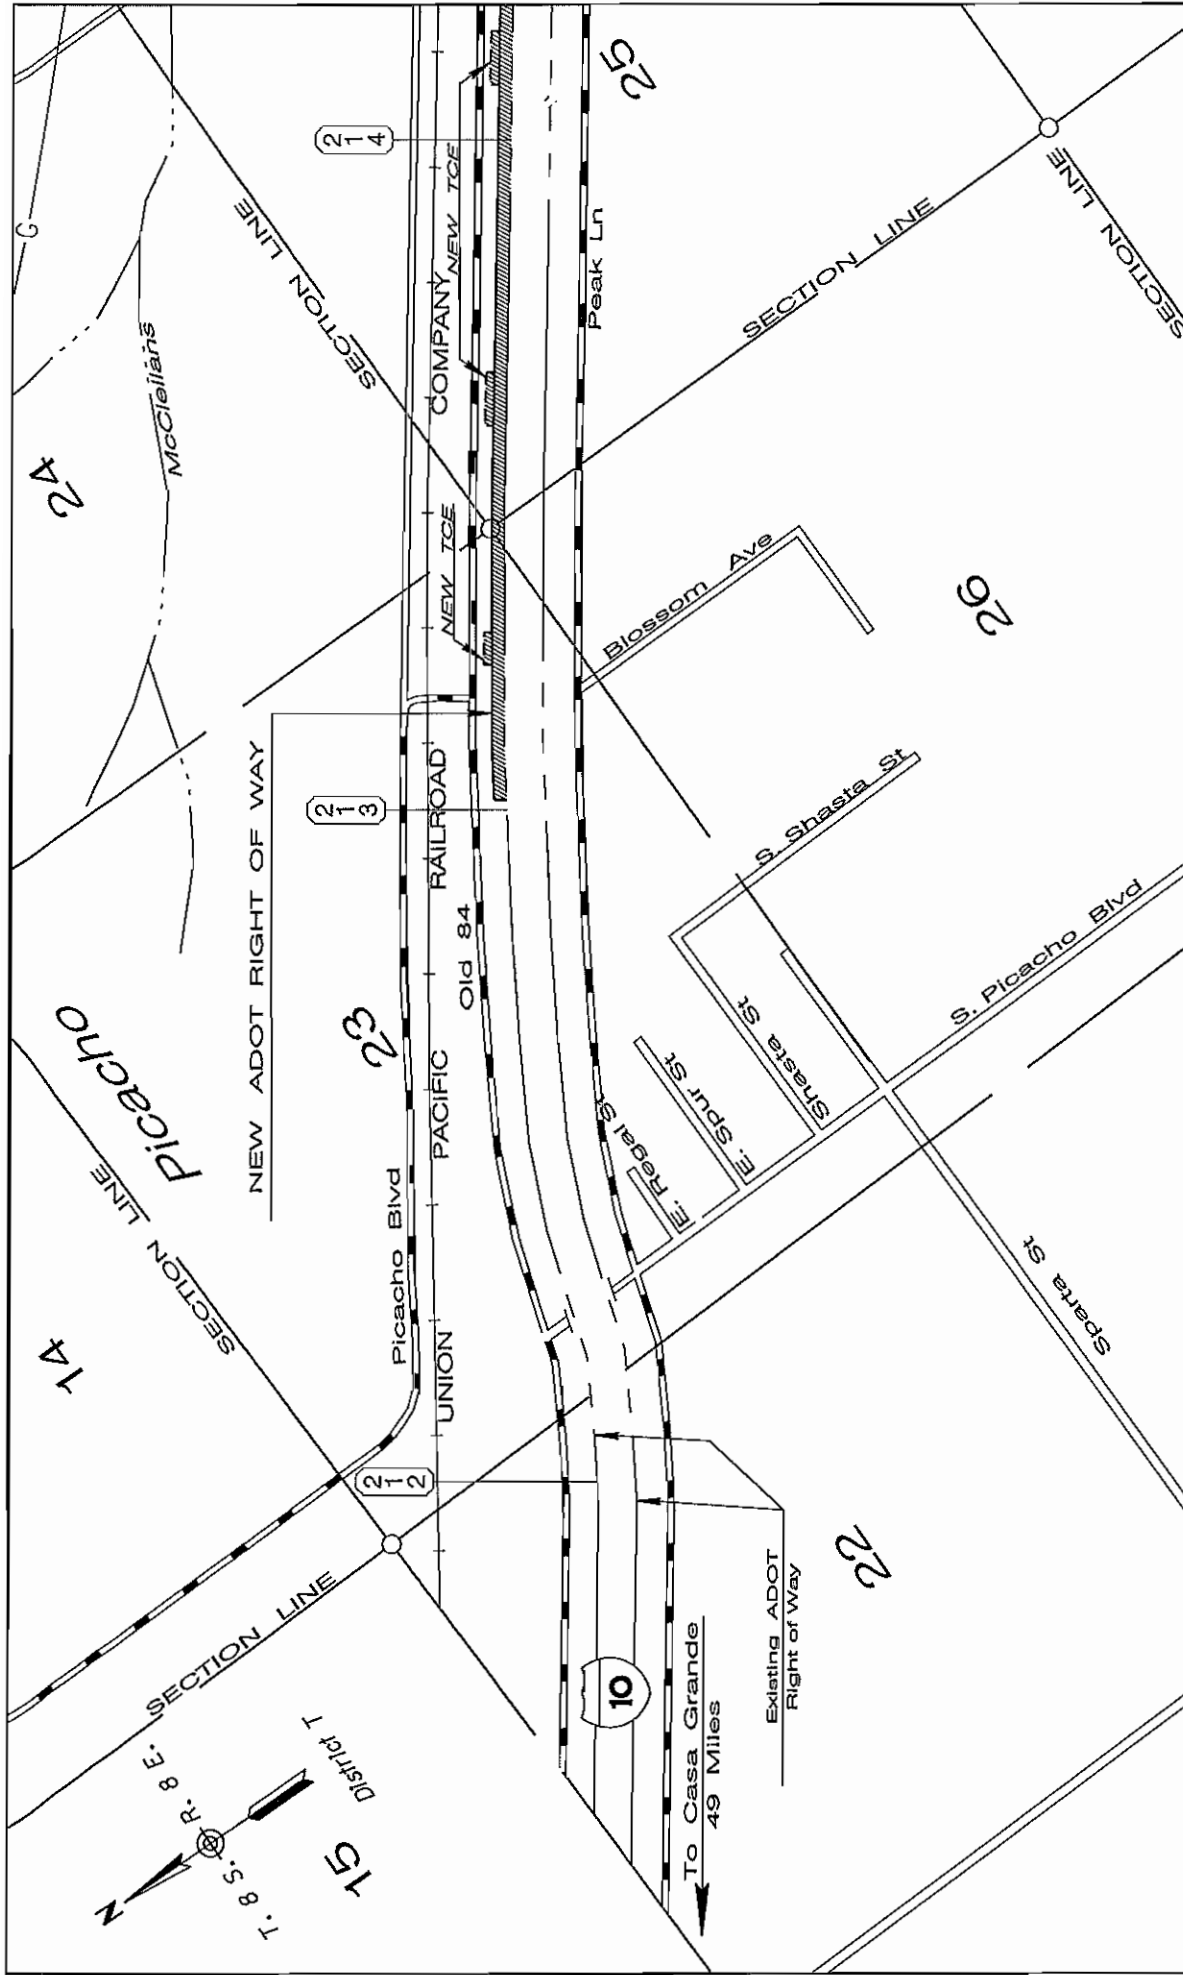 G
24
McClellans
SECTION LINE
2
1
4
25
COMPANY
NEW TCE
NEW TCE
Peak Ln
SECTION LINE
SECTION LINE
NEW ADOT RIGHT OF WAY
2
1
3
RAILROAD
Old 84
Blossom Ave
26
S. Shasta St
Picacho
23
PACIFIC
E. Regal St
E. Spur St
Shasta St
S. Picacho Blvd
Sparta St
14
SECTION LINE
Picacho Blvd
UNION
2
1
2
SECTION LINE
22
Existing ADOT
Right of Way
10
To Casa Grande
49 Miles
N
T. 8 S. R. 8 E.
District T
15